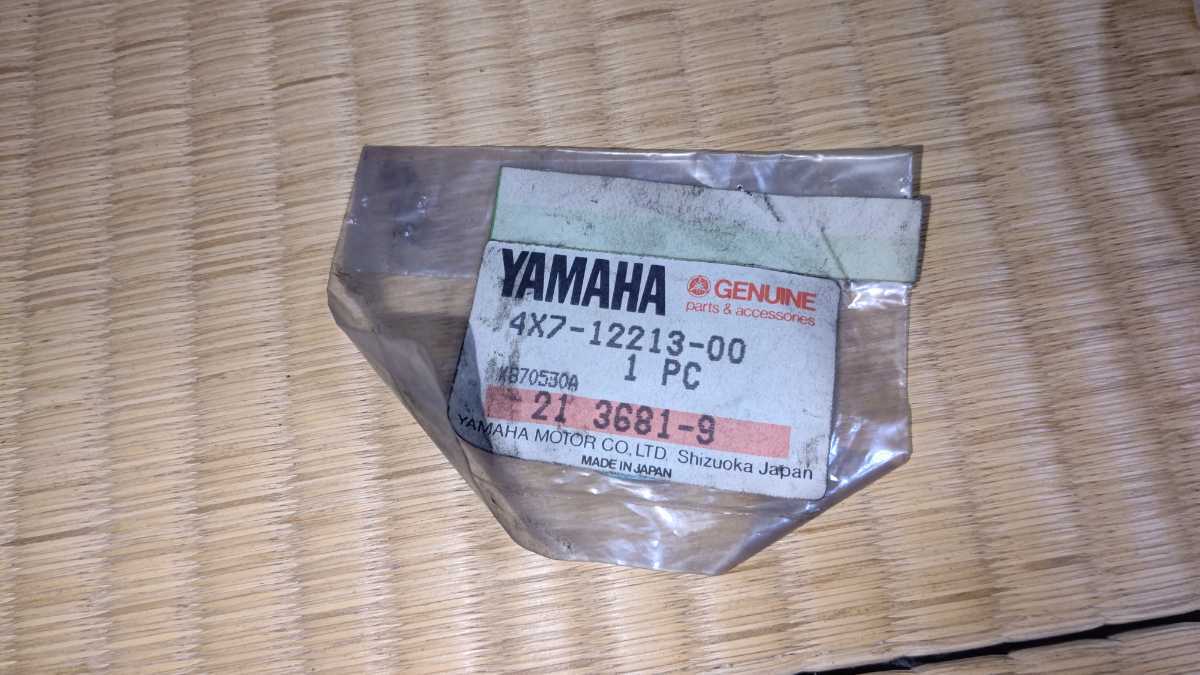 YAMAHA GENUINE
parts & accessories
4X7-12213-00
1 PC
K870530A
21 3681-9
YAMAHA MOTOR CO., LTD. Shizuoka Japan
MADE IN JAPAN